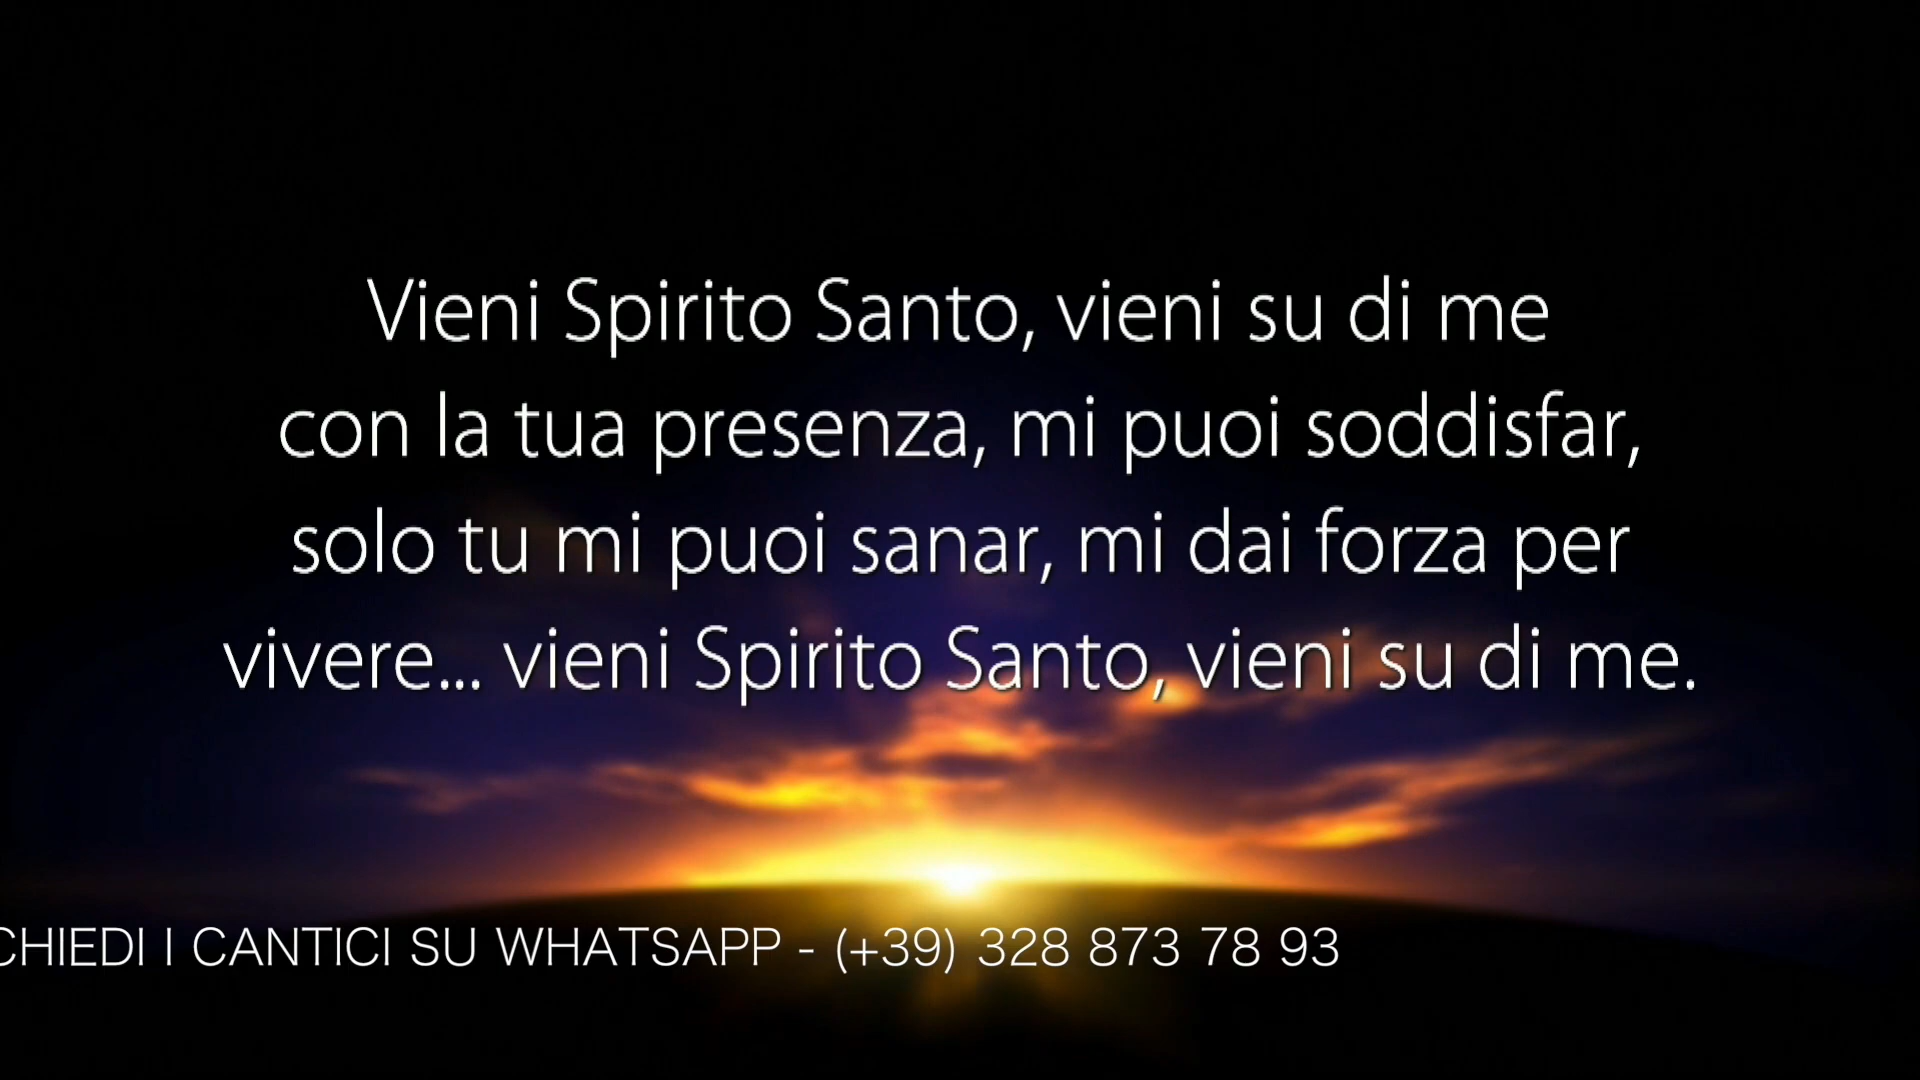 Vieni Spirito Santo, vieni su di me
con la tua presenza, mi puoi soddisfar,
solo tu mi puoi sanar, mi dai forza per
vivere... vieni Spirito Santo, vieni su di me.
CHIEDI I CANTICI SU WHATSAPP - (+39) 328 873 78 93